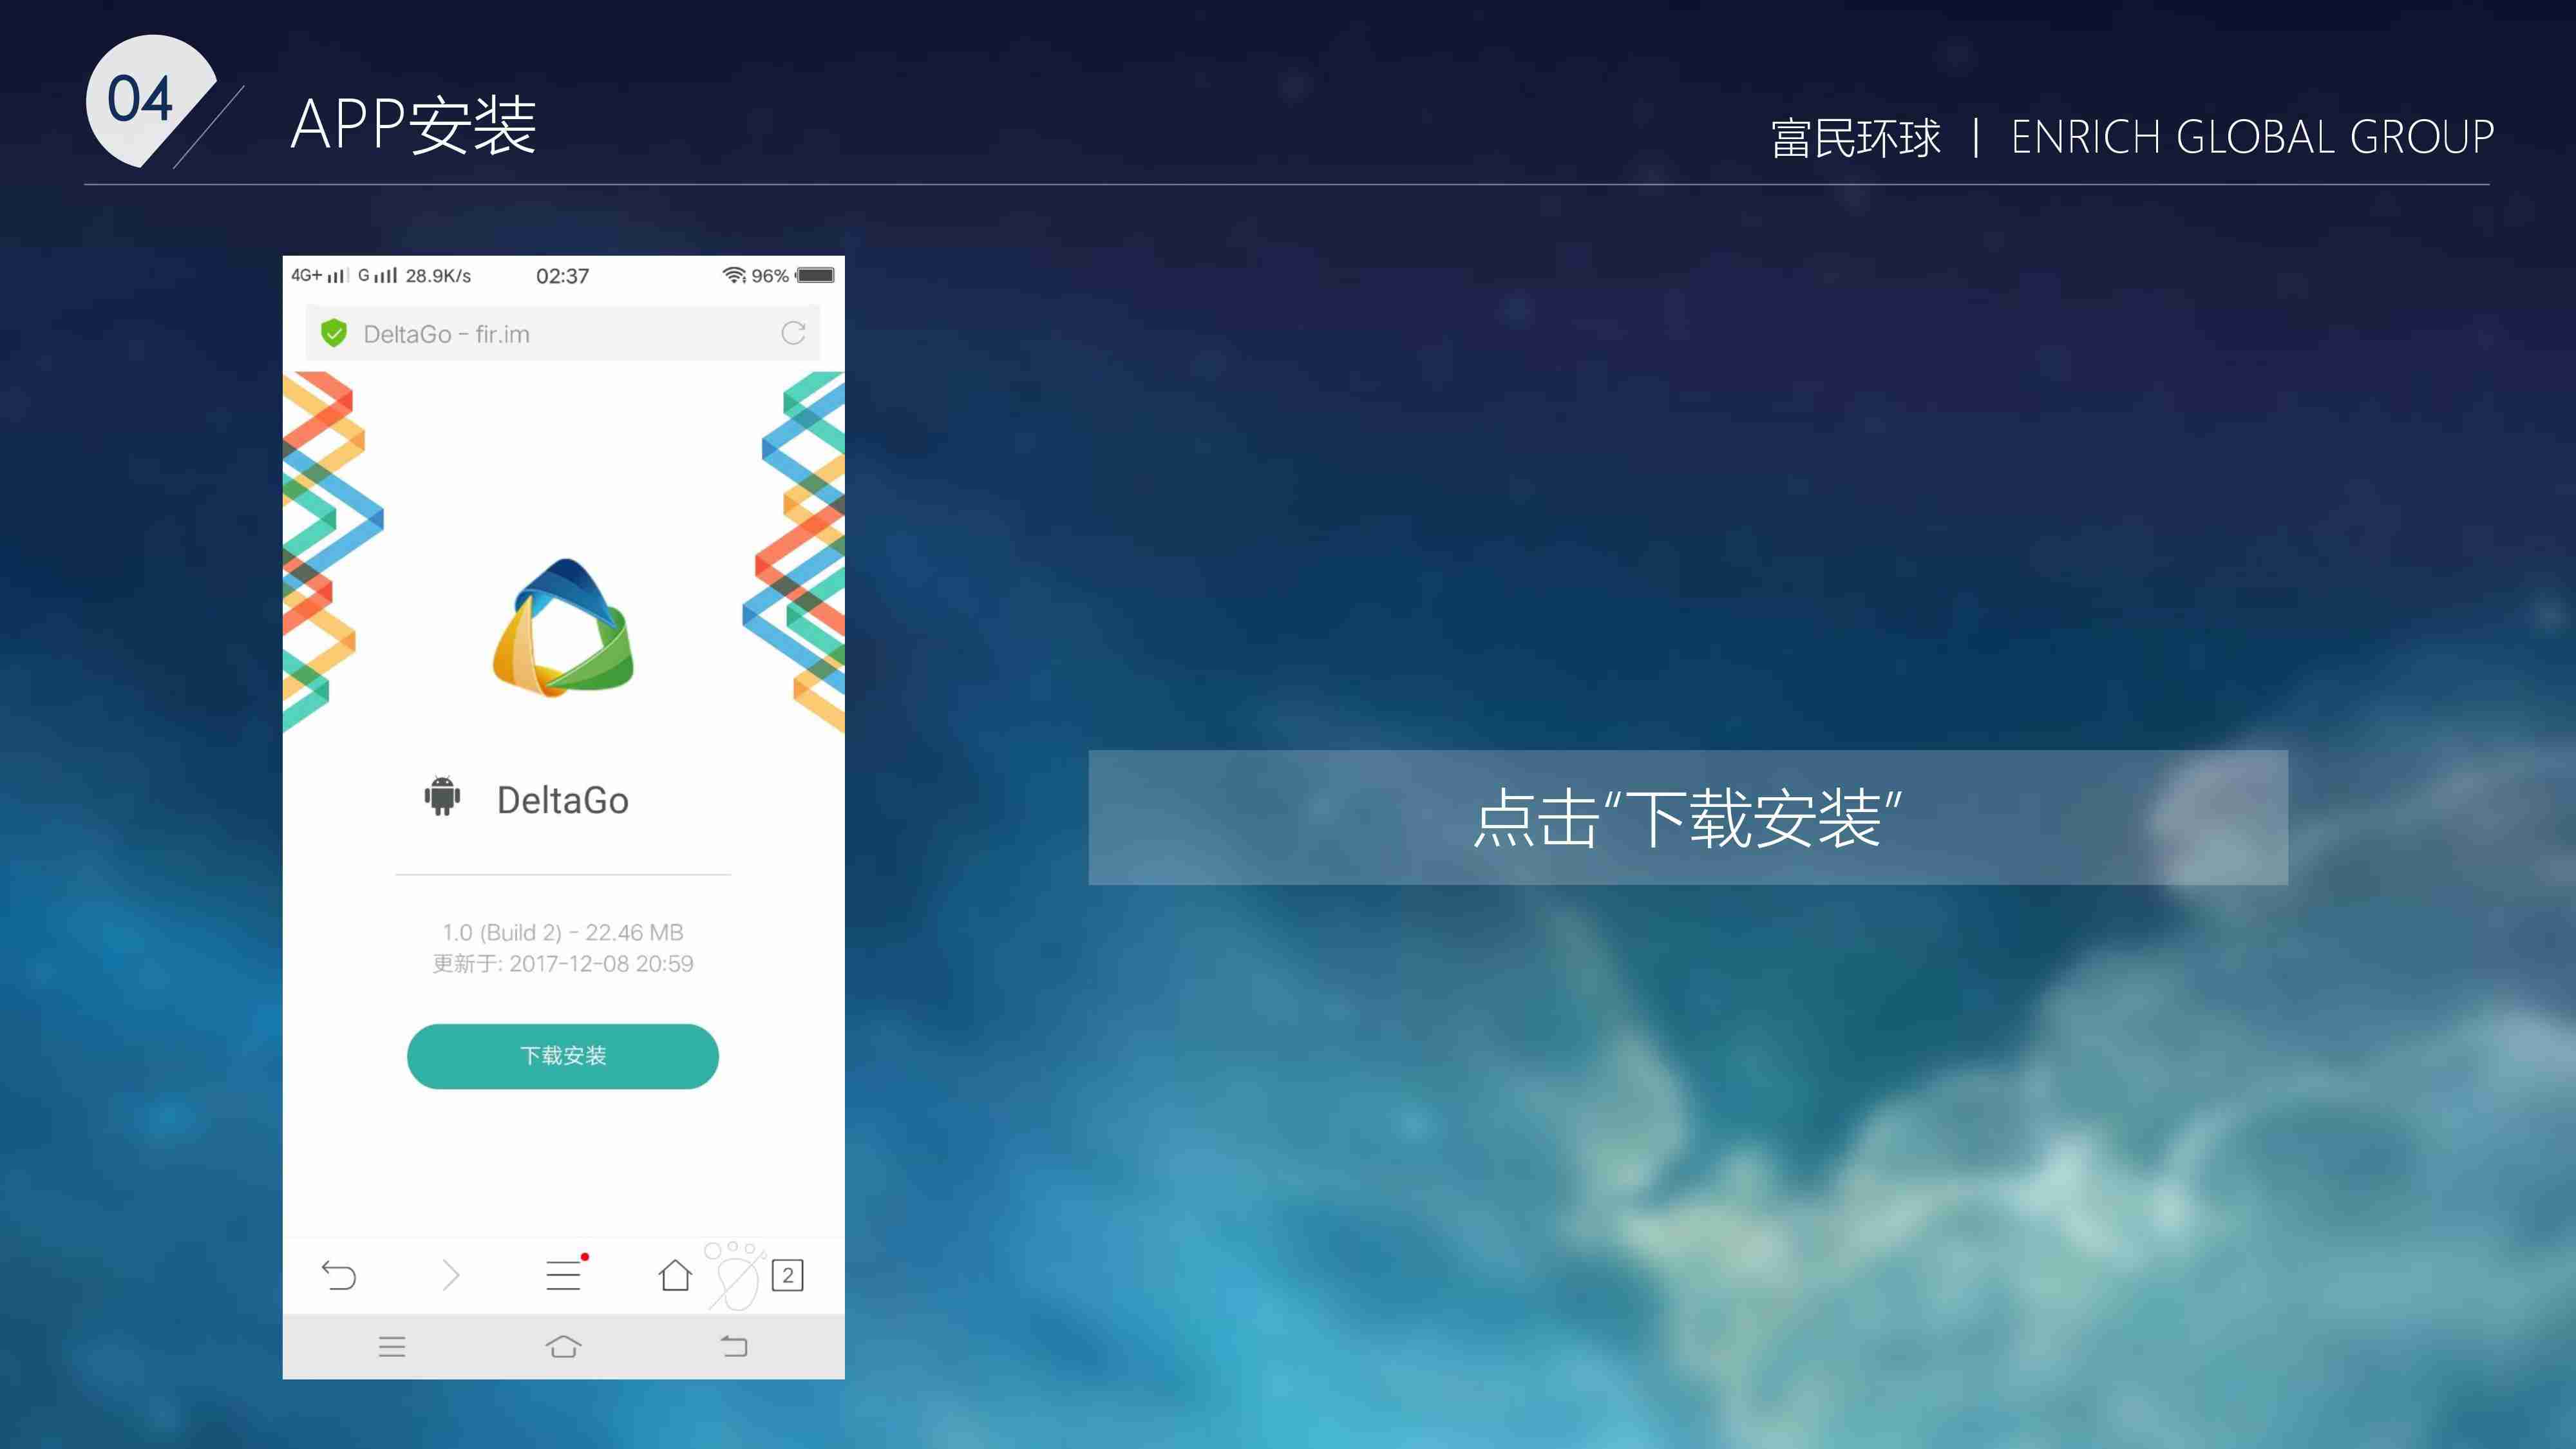 04
APP安装
富民环球 | ENRICH GLOBAL GROUP
4G+ G 28.9K/s 02:37 96%
DeltaGo - fir.im
DeltaGo
1.0 (Build 2) - 22.46 MB
更新于: 2017-12-08 20:59
下载安装
2
点击“下载安装”